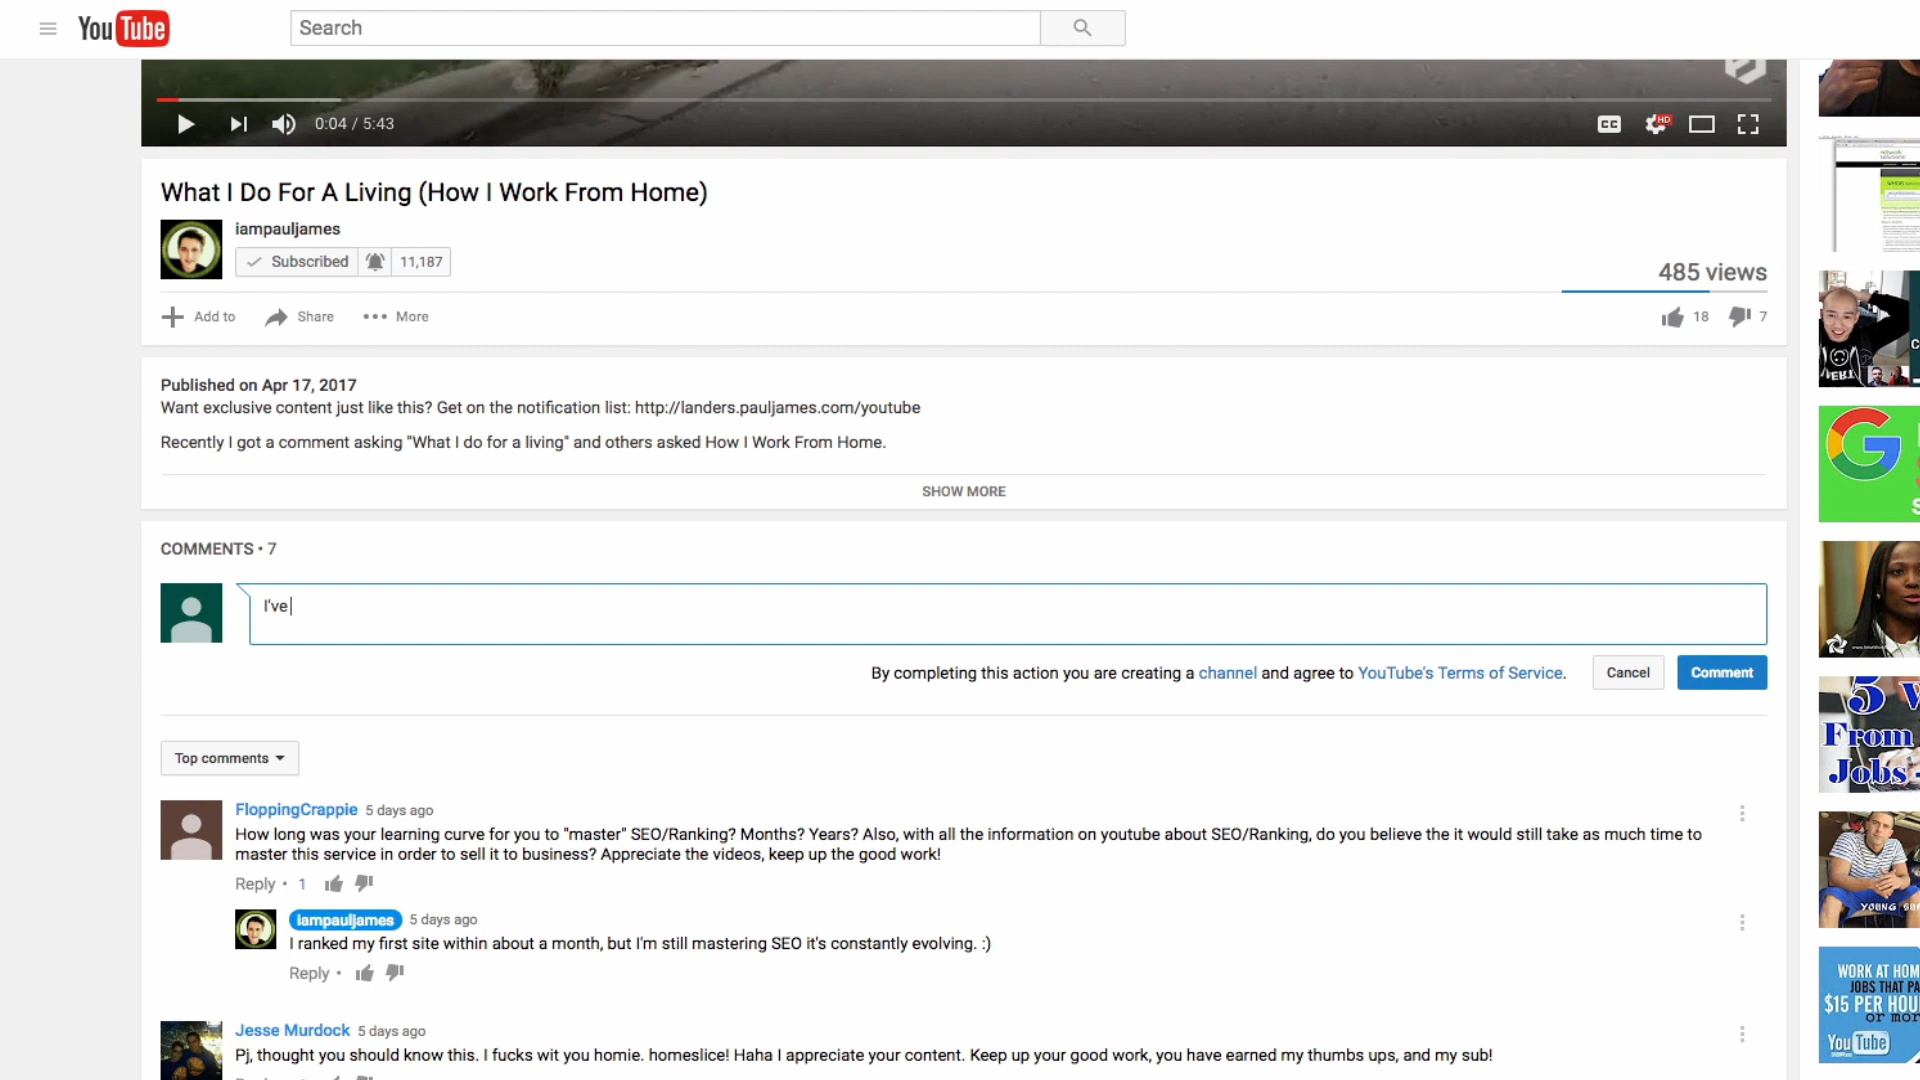 YouTube
Search
0:04 / 5:43
CC
HD
What I Do For A Living (How I Work From Home)
iampauljames
Subscribed
11,187
485 views
Add to
Share
More
18
7
Published on Apr 17, 2017
Want exclusive content just like this? Get on the notification list: http://landers.pauljames.com/youtube
Recently I got a comment asking "What I do for a living" and others asked How I Work From Home.
SHOW MORE
COMMENTS • 7
I've
By completing this action you are creating a channel and agree to YouTube's Terms of Service.
Cancel
Comment
Top comments
FloppingCrappie 5 days ago
How long was your learning curve for you to "master" SEO/Ranking? Months? Years? Also, with all the information on youtube about SEO/Ranking, do you believe the it would still take as much time to
master this service in order to sell it to business? Appreciate the videos, keep up the good work!
Reply • 1
iampauljames 5 days ago
I ranked my first site within about a month, but I'm still mastering SEO it's constantly evolving. :)
Reply •
Jesse Murdock 5 days ago
Pj, thought you should know this. I fucks wit you homie. homeslice! Haha I appreciate your content. Keep up your good work, you have earned my thumbs ups, and my sub!
5
From
Jobs
YOUNG
WORK AT HOM
JOBS THAT PA
$15 PER HOU
or mor
YouTube